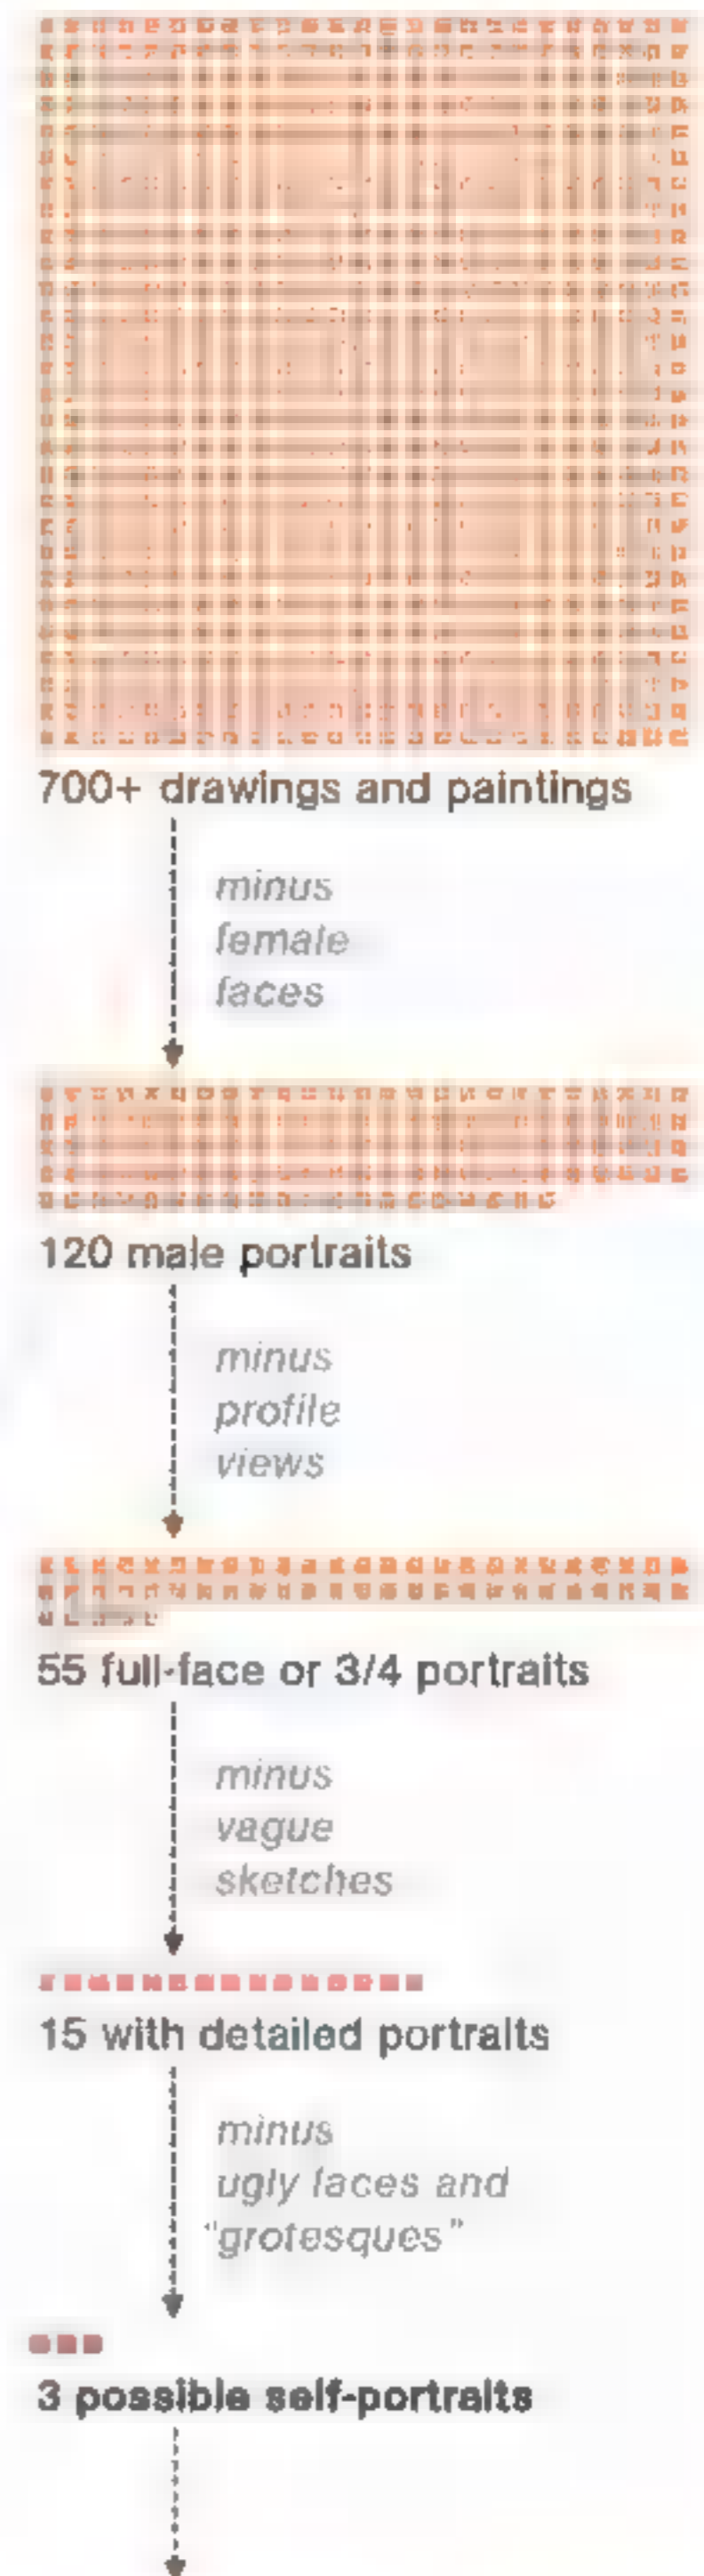 700+ drawings and paintings
minus
female
faces
120 male portraits
minus
profile
views
55 full-face or 3/4 portraits
minus
vague
sketches
15 with detailed portraits
minus
ugly faces and
"grotesques"
3 possible self-portraits